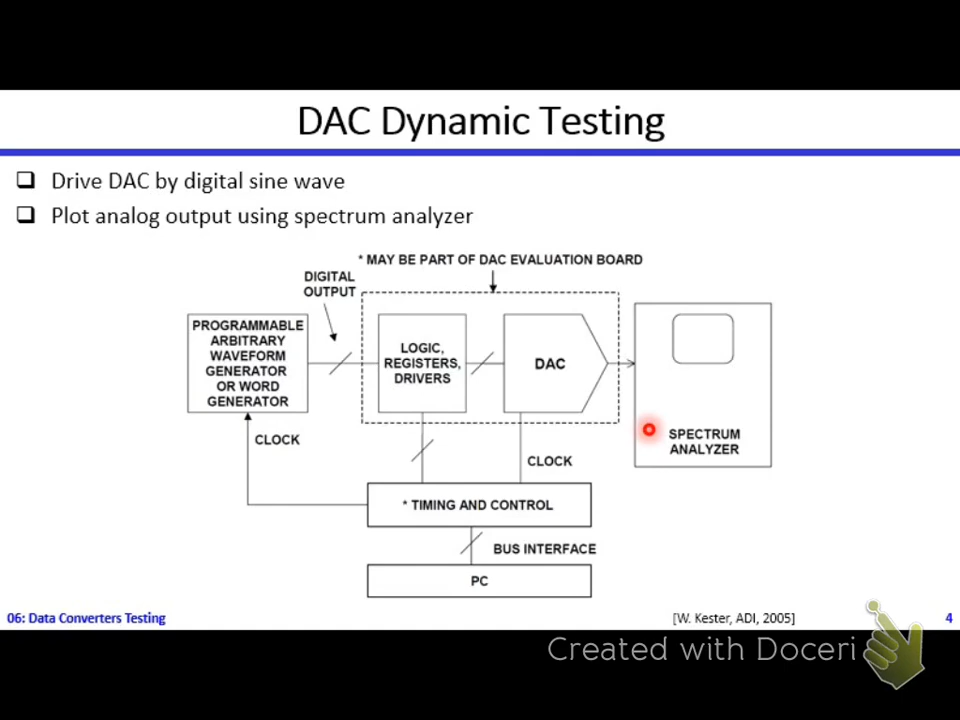 DAC Dynamic Testing
Drive DAC by digital sine wave
Plot analog output using spectrum analyzer
* MAY BE PART OF DAC EVALUATION BOARD
DIGITAL
OUTPUT
PROGRAMMABLE
ARBITRARY
WAVEFORM
GENERATOR
OR WORD
GENERATOR
LOGIC,
REGISTERS,
DRIVERS
DAC
SPECTRUM
ANALYZER
CLOCK
CLOCK
* TIMING AND CONTROL
BUS INTERFACE
PC
06: Data Converters Testing
[W. Kester, ADI, 2005]
4
Created with Doceri